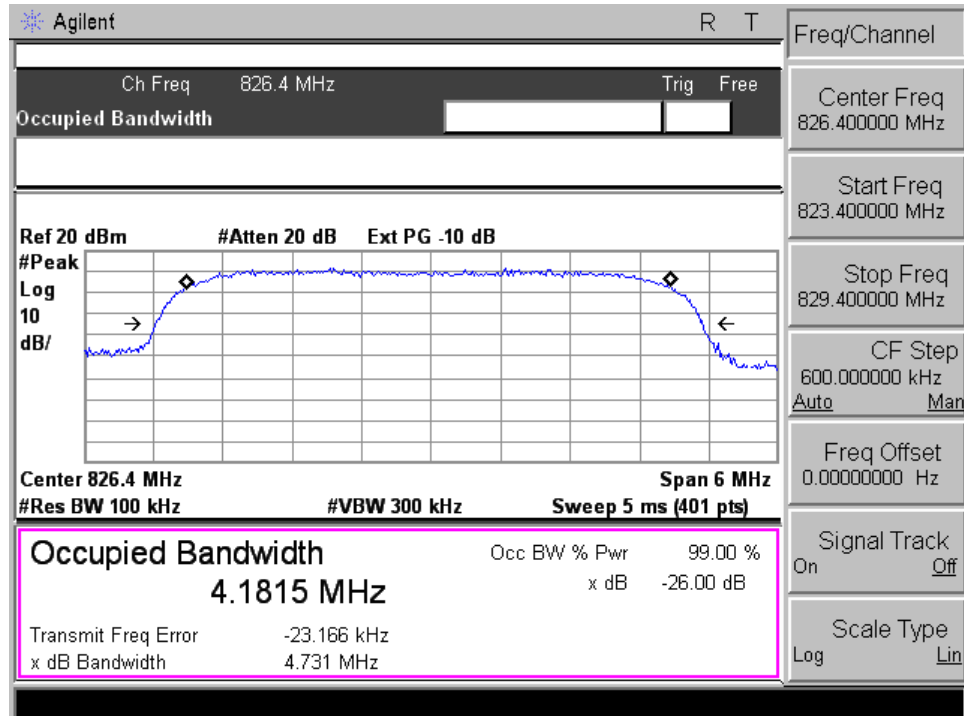 Agilent R T
Ch Freq 826.4 MHz Trig Free
Occupied Bandwidth
Ref 20 dBm #Atten 20 dB Ext PG -10 dB
#Peak
Log
10
dB/
Center 826.4 MHz Span 6 MHz
#Res BW 100 kHz #VBW 300 kHz Sweep 5 ms (401 pts)
Occupied Bandwidth
4.1815 MHz
Occ BW % Pwr 99.00 %
x dB -26.00 dB
Transmit Freq Error -23.166 kHz
x dB Bandwidth 4.731 MHz
Freq/Channel
Center Freq
826.400000 MHz
Start Freq
823.400000 MHz
Stop Freq
829.400000 MHz
CF Step
600.000000 kHz
Auto Man
Freq Offset
0.00000000 Hz
Signal Track
On Off
Scale Type
Log Lin